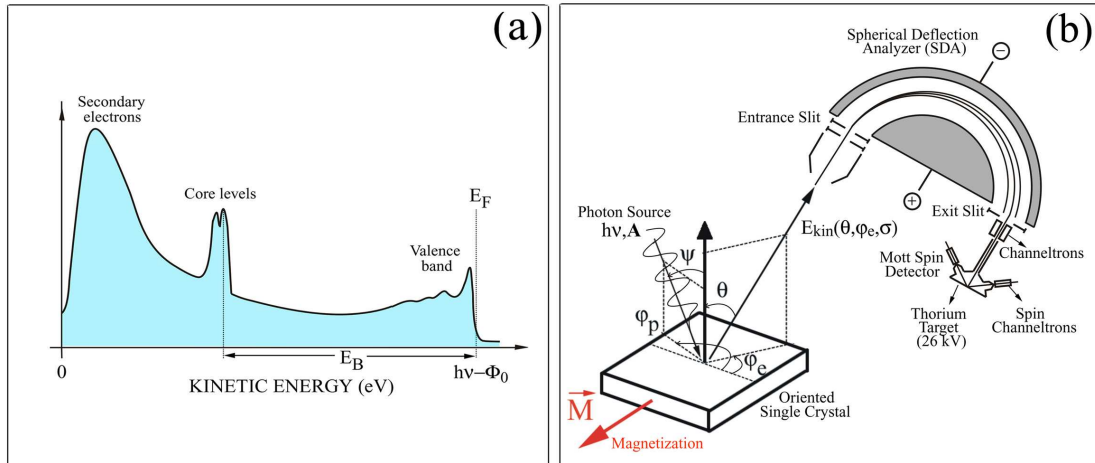 (a)
Secondary
electrons
Core levels
E_F
Valence
band
0
E_B
hν−Φ₀
KINETIC ENERGY (eV)
(b)
Spherical Deflection
Analyzer (SDA)
−
Entrance Slit
+
Exit Slit
Photon Source
hν,A
E_kin(θ,φ_e,σ)
Channeltrons
Mott Spin
Detector
ψ
θ
Thorium
Target
(26 kV)
Spin
Channeltrons
φ_p
φ_e
Oriented
Single Crystal
M
Magnetization